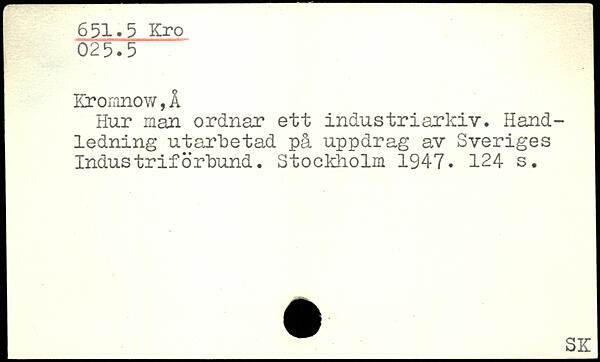 651.5 Kro
025.5
Kromnow,Å
Hur man ordnar ett industriarkiv. Hand-
ledning utarbetad på uppdrag av Sveriges
Industriförbund. Stockholm 1947. 124 s.
SK